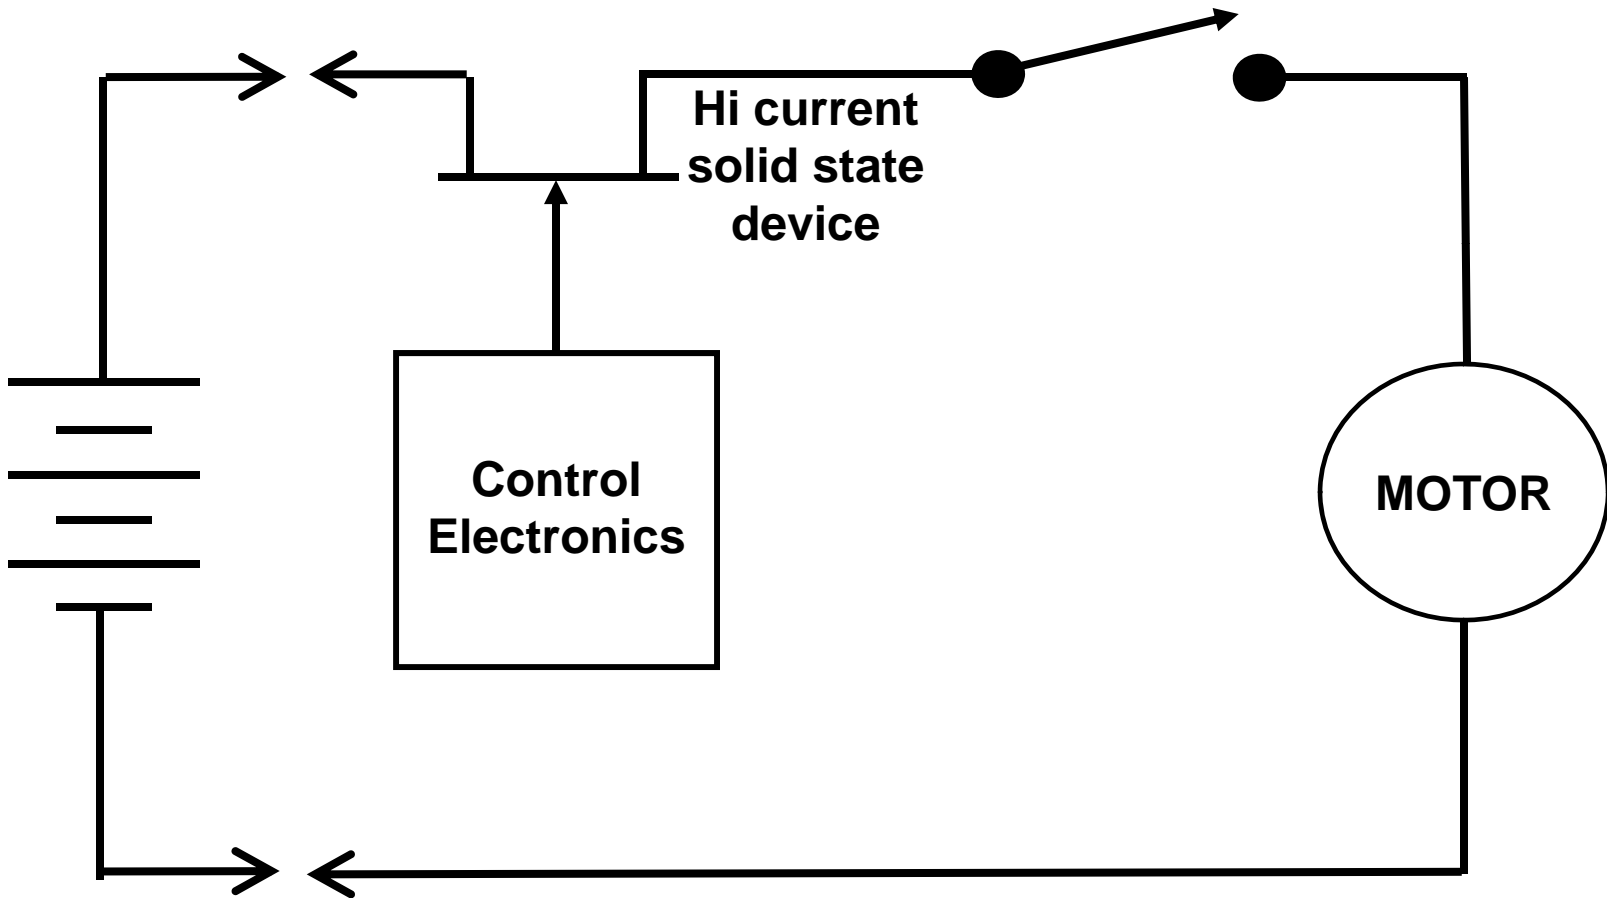 Hi current
solid state
device
Control
Electronics
MOTOR